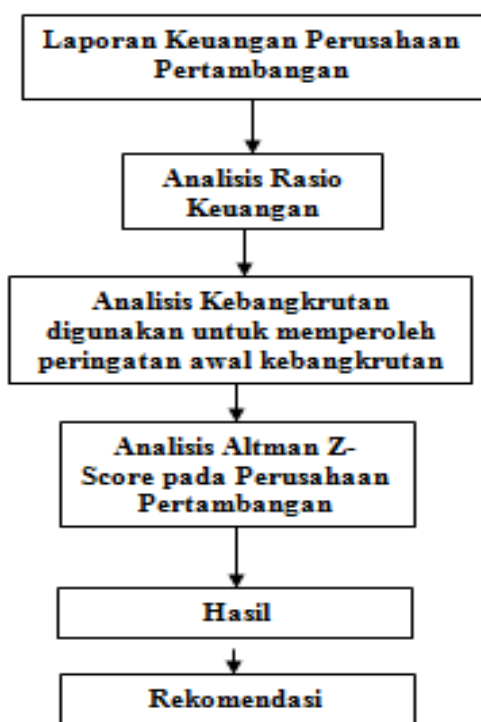 Laporan Keuangan Perusahaan
Pertambangan
Analisis Rasio
Keuangan
Analisis Kebangkrutan
digunakan untuk memperoleh
peringatan awal kebangkrutan
Analisis Altman Z-
Score pada Perusahaan
Pertambangan
Hasil
Rekomendasi